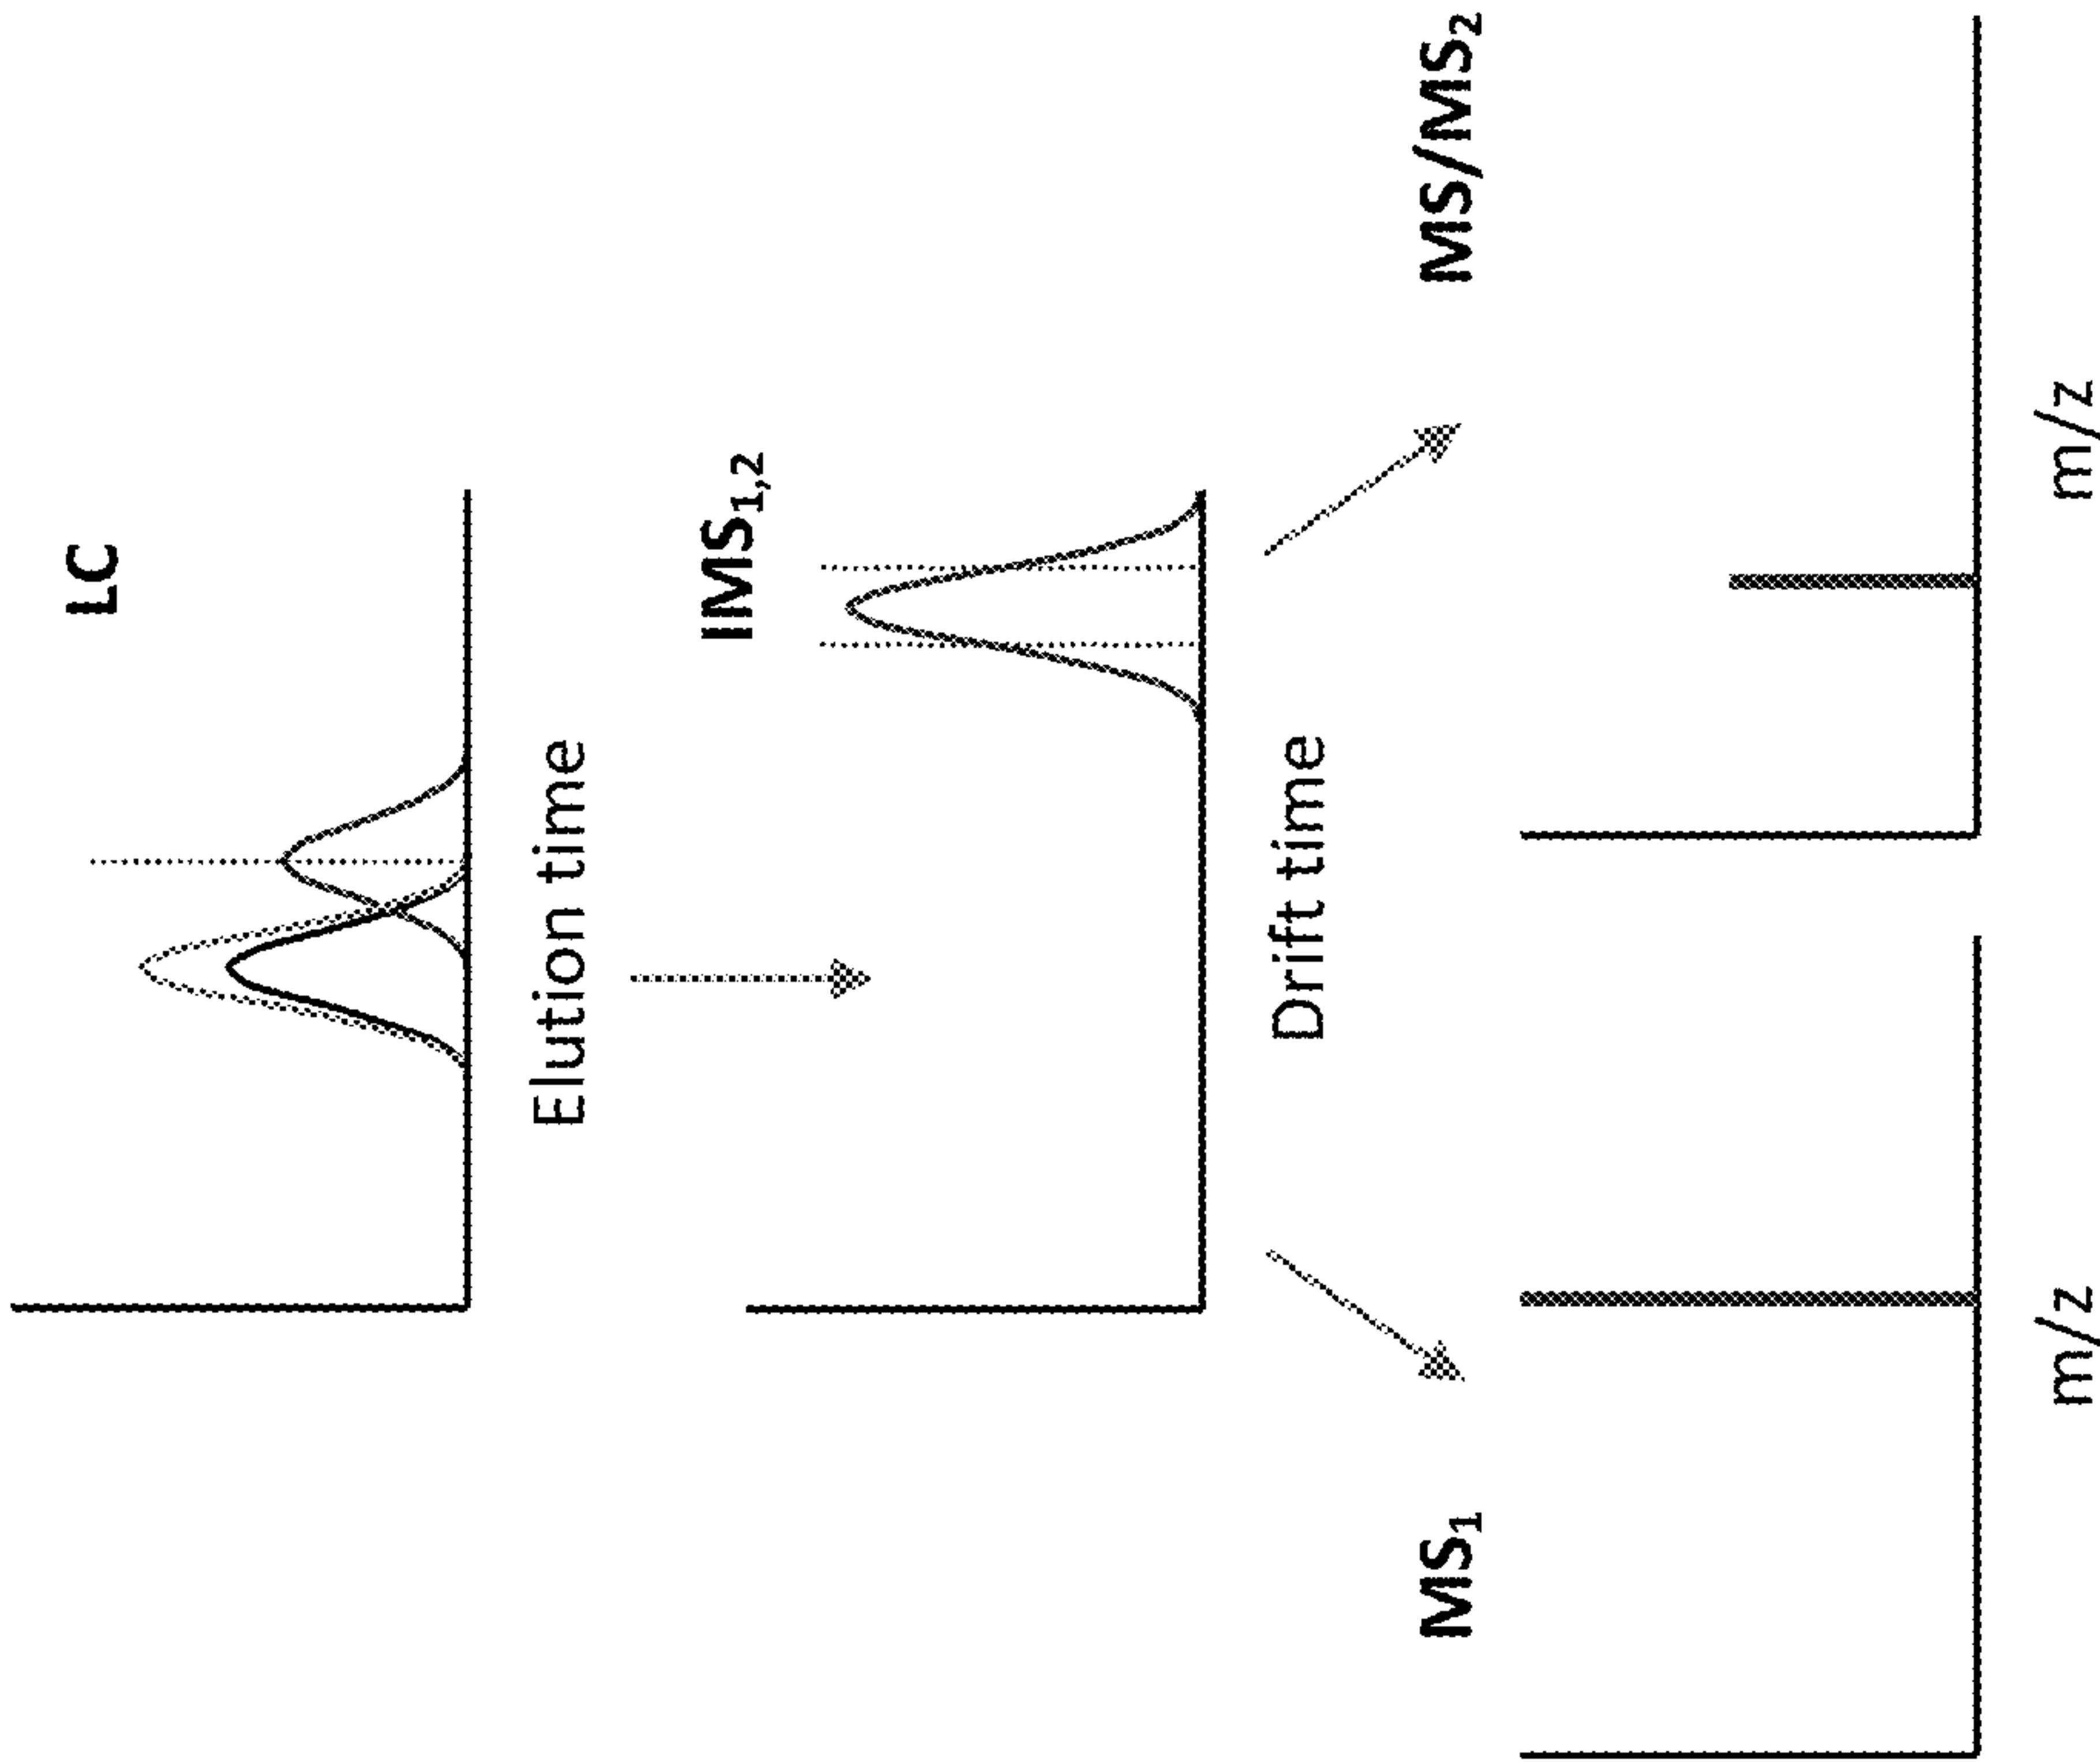 LC
Elution time
IMS₁,₂
Drift time
MS₁
MS/MS₂
m/z
m/z